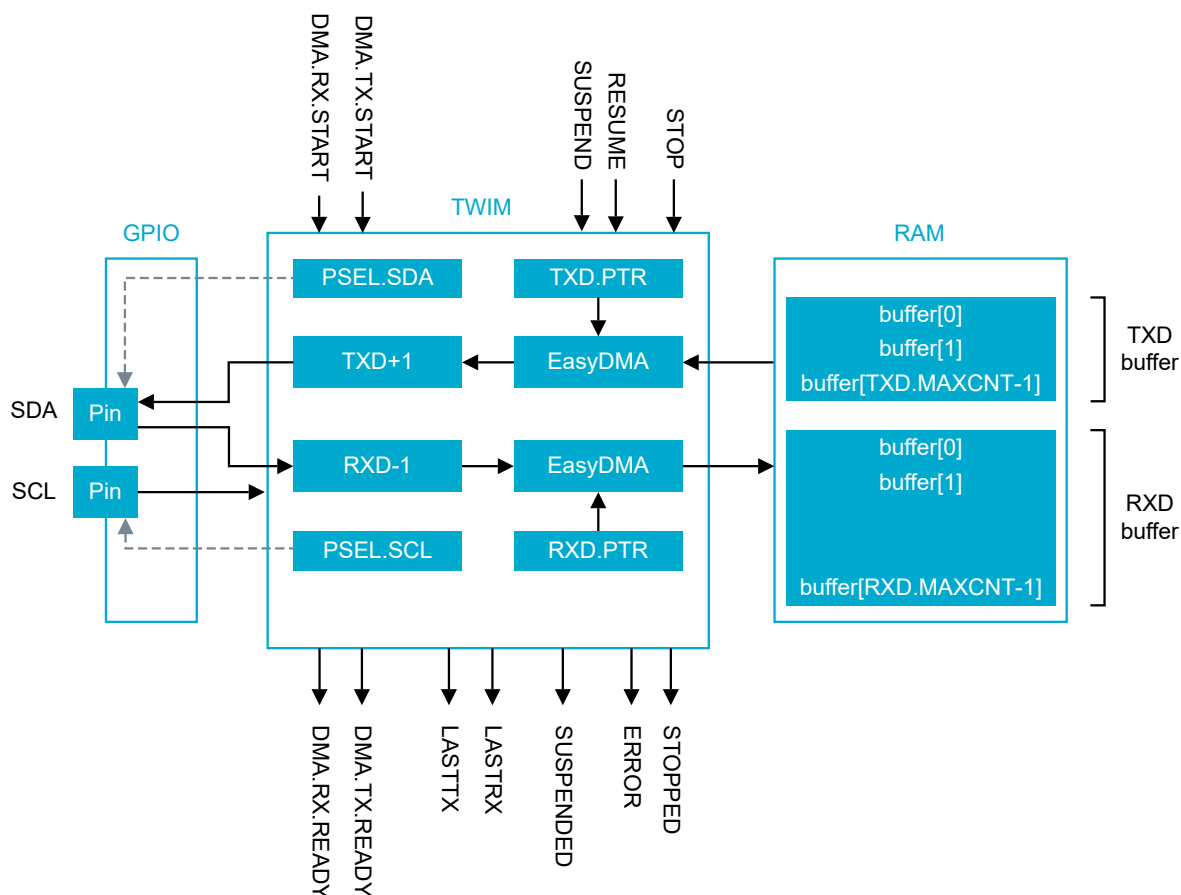 DMA.RX.START
DMA.TX.START
SUSPEND
RESUME
STOP
GPIO
TWIM
RAM
PSEL.SDA
TXD.PTR
buffer[0]
buffer[1]
buffer[TXD.MAXCNT-1]
TXD
buffer
TXD+1
EasyDMA
SDA
Pin
RXD-1
EasyDMA
buffer[0]
buffer[1]
buffer[RXD.MAXCNT-1]
RXD
buffer
SCL
Pin
PSEL.SCL
RXD.PTR
DMA.RX.READY
DMA.TX.READY
LASTTX
LASTRX
SUSPENDED
ERROR
STOPPED